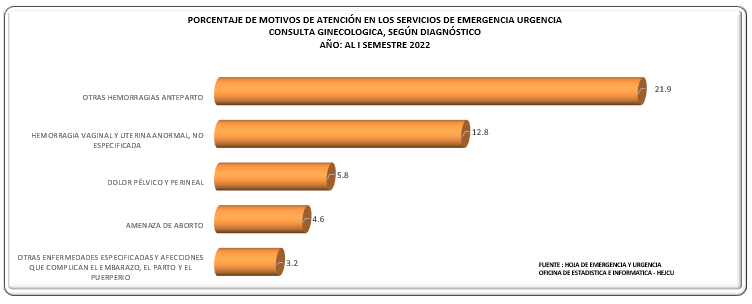 PORCENTAJE DE MOTIVOS DE ATENCIÓN EN LOS SERVICIOS DE EMERGENCIA URGENCIA
CONSULTA GINECOLOGICA, SEGÚN DIAGNÓSTICO
AÑO: AL I SEMESTRE 2022
OTRAS HEMORRAGIAS ANTEPARTO
21.9
HEMORRAGIA VAGINAL Y UTERINA ANORMAL, NO
ESPECIFICADA
12.8
DOLOR PÉLVICO Y PERINEAL
5.8
AMENAZA DE ABORTO
4.6
OTRAS ENFERMEDADES ESPECIFICADAS Y AFECCIONES
QUE COMPLICAN EL EMBARAZO, EL PARTO Y EL
PUERPERIO
3.2
FUENTE : HOJA DE EMERGENCIA Y URGENCIA
OFICINA DE ESTADISTICA E INFORMATICA - HEJCU